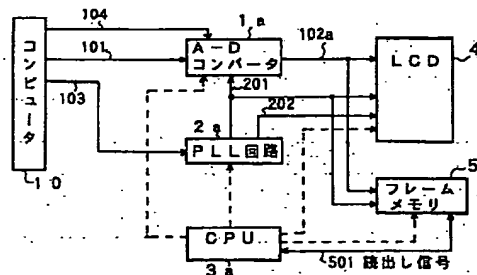 104
1a
101
A-D
コンバータ
102a
LCD
4
コンピュータ
103
201
202
2a
PLL回路
5
フレーム
メモリ
10
CPU
3a
501 読出し信号